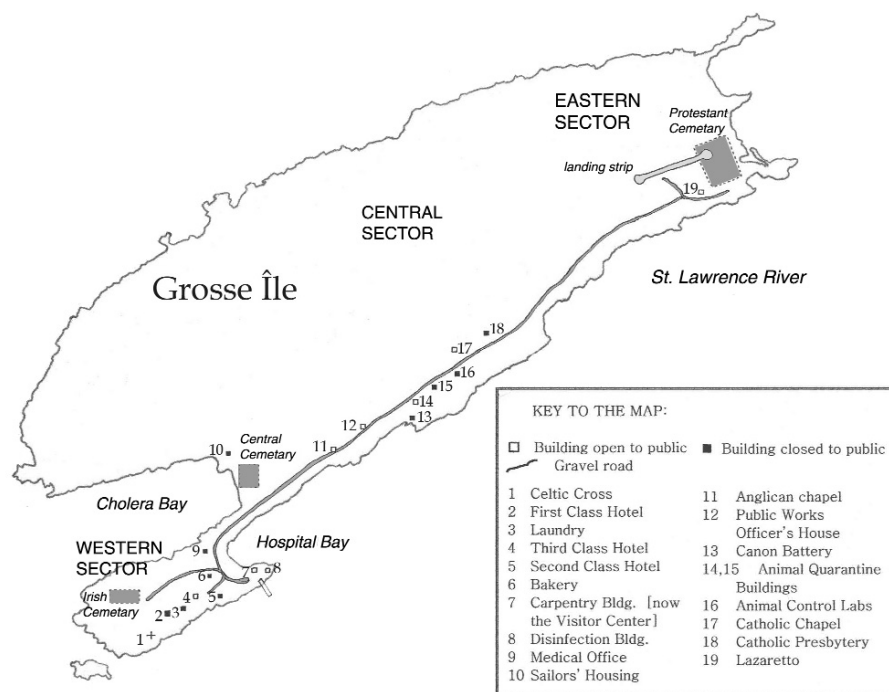 EASTERN
SECTOR
Protestant
Cemetary
landing strip
19
CENTRAL
SECTOR
St. Lawrence River
Grosse Île
18
17
16
15
14
13
12
11
10
Central
Cemetary
Cholera Bay
Hospital Bay
WESTERN
SECTOR
9
7
8
6
Irish
Cemetary
4
5
2
3
1
KEY TO THE MAP:
Building open to public
Building closed to public
Gravel road
1 Celtic Cross
2 First Class Hotel
3 Laundry
4 Third Class Hotel
5 Second Class Hotel
6 Bakery
7 Carpentry Bldg. [now
the Visitor Center]
8 Disinfection Bldg.
9 Medical Office
10 Sailors' Housing
11 Anglican chapel
12 Public Works
Officer's House
13 Canon Battery
14,15 Animal Quarantine
Buildings
16 Animal Control Labs
17 Catholic Chapel
18 Catholic Presbytery
19 Lazaretto